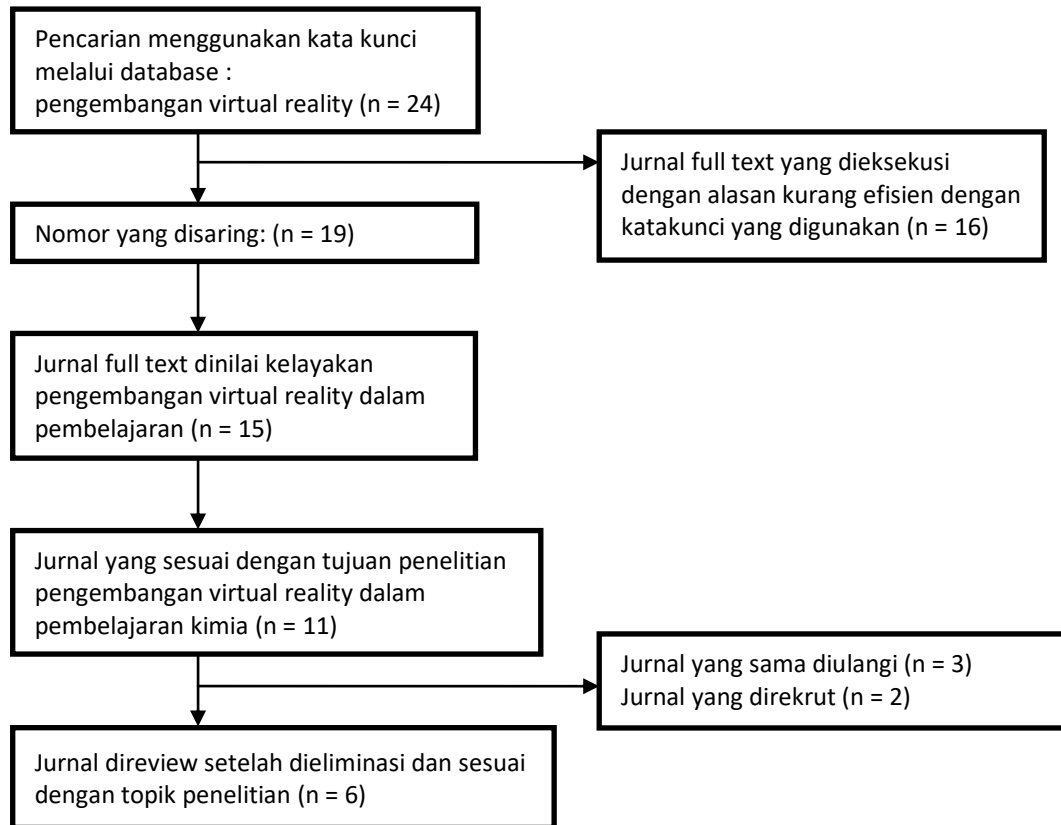 Pencarian menggunakan kata kunci
melalui database :
pengembangan virtual reality (n = 24)
Jurnal full text yang dieksekusi
dengan alasan kurang efisien dengan
katakunci yang digunakan (n = 16)
Nomor yang disaring: (n = 19)
Jurnal full text dinilai kelayakan
pengembangan virtual reality dalam
pembelajaran (n = 15)
Jurnal yang sesuai dengan tujuan penelitian
pengembangan virtual reality dalam
pembelajaran kimia (n = 11)
Jurnal yang sama diulangi (n = 3)
Jurnal yang direkrut (n = 2)
Jurnal direview setelah dieliminasi dan sesuai
dengan topik penelitian (n = 6)